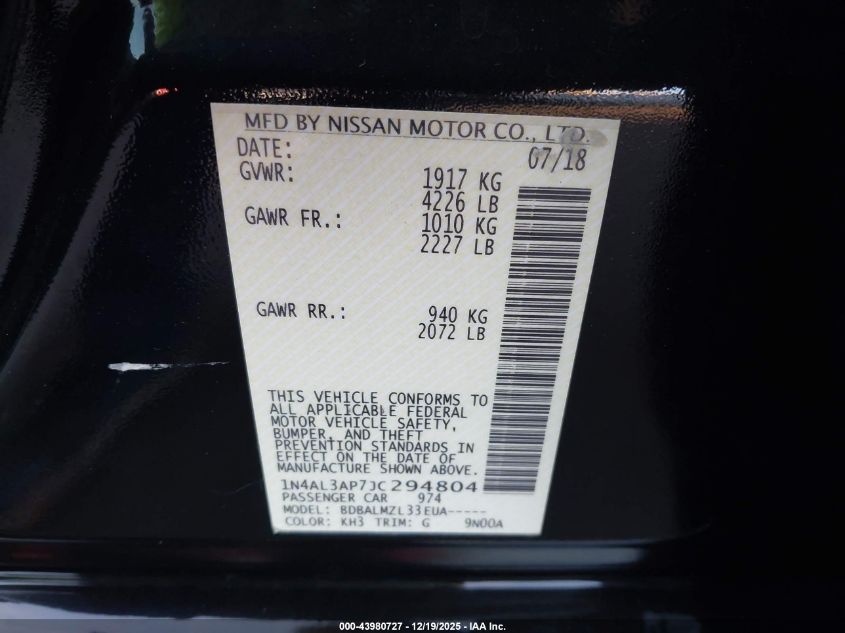 MFD BY NISSAN MOTOR CO., LTD.
DATE: 07/18
GVWR: 1917 KG
4226 LB
GAWR FR.: 1010 KG
2227 LB
GAWR RR.: 940 KG
2072 LB
THIS VEHICLE CONFORMS TO
ALL APPLICABLE FEDERAL
MOTOR VEHICLE SAFETY,
BUMPER, AND THEFT
PREVENTION STANDARDS IN
EFFECT ON THE DATE OF
MANUFACTURE SHOWN ABOVE.
1N4AL3AP7JC294804
PASSENGER CAR 974
MODEL: BDBALMZL33EUA-----
COLOR: KH3 TRIM: G 9N00A
000-43980727 - 12/19/2025 - IAA Inc.